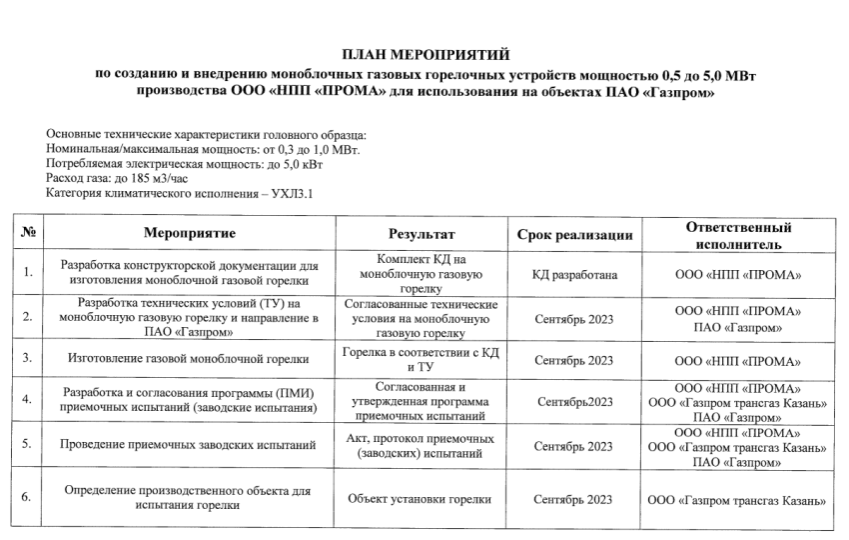 ПЛАН МЕРОПРИЯТИЙ
по созданию и внедрению моноблочных газовых горелочных устройств мощностью 0,5 до 5,0 МВт
производства ООО «НПП «ПРОМА» для использования на объектах ПАО «Газпром»
Основные технические характеристики головного образца:
Номинальная/максимальная мощность: от 0,3 до 1,0 МВт.
Потребляемая электрическая мощность: до 5,0 кВт
Расход газа: до 185 м3/час
Категория климатического исполнения – УХЛ3.1
№
Мероприятие
Результат
Срок реализации
Ответственный
исполнитель
1.
Разработка конструкторской документации для
изготовления моноблочной газовой горелки
Комплект КД на
моноблочную газовую
горелку
КД разработана
ООО «НПП «ПРОМА»
2.
Разработка технических условий (ТУ) на
моноблочную газовую горелку и направление в
ПАО «Газпром»
Согласованные технические
условия на моноблочную
газовую горелку
Сентябрь 2023
ООО «НПП «ПРОМА»
ПАО «Газпром»
3.
Изготовление газовой моноблочной горелки
Горелка в соответствии с КД
и ТУ
Сентябрь 2023
ООО «НПП «ПРОМА»
4.
Разработка и согласования программы (ПМИ)
приемочных испытаний (заводские испытания)
Согласованная и
утвержденная программа
приемочных испытаний
Сентябрь2023
ООО «НПП «ПРОМА»
ООО «Газпром трансгаз Казань»
ПАО «Газпром»
5.
Проведение приемочных заводских испытаний
Акт, протокол приемочных
(заводских) испытаний
Сентябрь 2023
ООО «НПП «ПРОМА»
ООО «Газпром трансгаз Казань»
ПАО «Газпром»
6.
Определение производственного объекта для
испытания горелки
Объект установки горелки
Сентябрь 2023
ООО «Газпром трансгаз Казань»